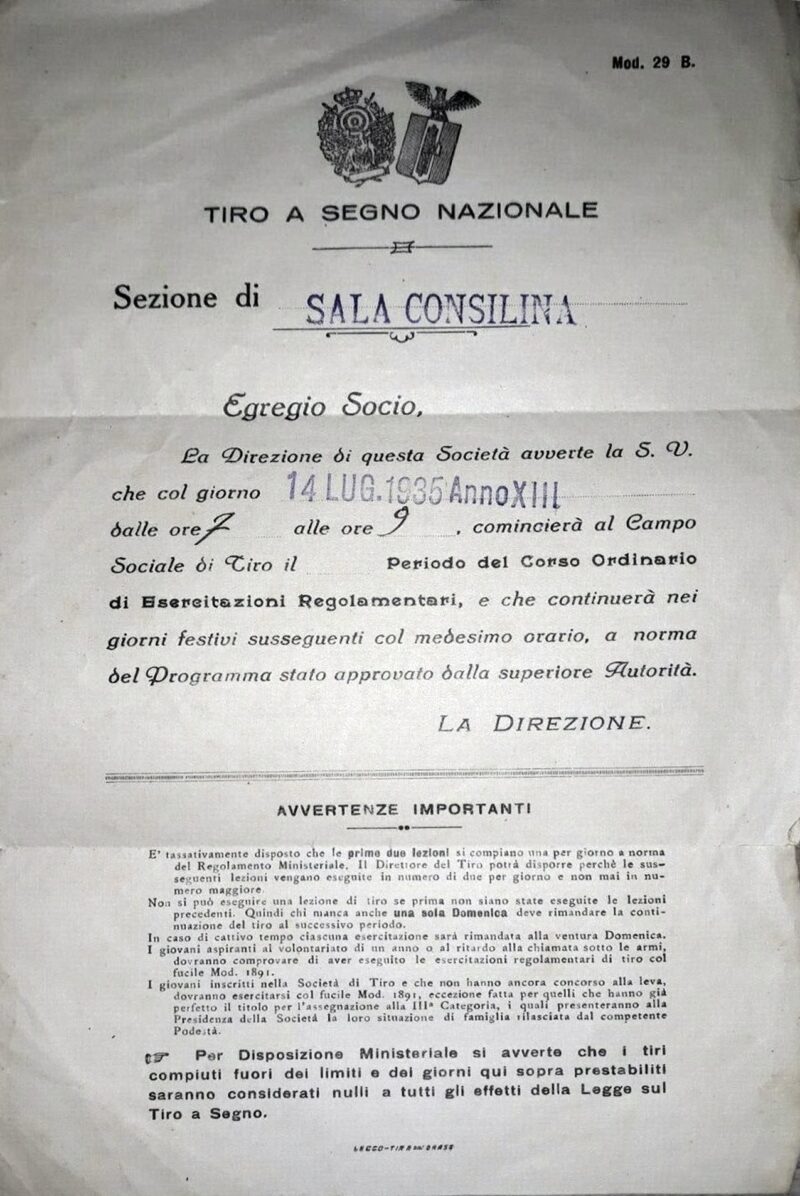 Mod. 29 B.
TIRO A SEGNO NAZIONALE
Sezione di SALA CONSILINA
Egregio Socio,
La Direzione di questa Società avverte la S. V.
che col giorno 14 LUG. 1935 Anno XIII
dalle ore 7 alle ore 9 , comincierà al Campo
Sociale di Tiro il Periodo del Corso Ordinario
di Esercitazioni Regolamentari, e che continuerà nei
giorni festivi susseguenti col medesimo orario, a norma
del Programma stato approvato dalla superiore Autorità.
LA DIREZIONE.
AVVERTENZE IMPORTANTI
E' tassativamente disposto che le prime due lezioni si compiano una per giorno a norma
del Regolamento Ministeriale. Il Direttore del Tiro potrà disporre perchè le sus-
seguenti lezioni vengano eseguite in numero di due per giorno e non mai in nu-
mero maggiore
Non si può eseguire una lezione di tiro se prima non siano state eseguite le lezioni
precedenti. Quindi chi manca anche una sola Domenica deve rimandare la conti-
nuazione del tiro al successivo periodo.
In caso di cattivo tempo ciascuna esercitazione sarà rimandata alla ventura Domenica.
I giovani aspiranti al volontariato di un anno o al ritardo alla chiamata sotto le armi,
dovranno comprovare di aver eseguito le esercitazioni regolamentari di tiro col
fucile Mod. 1891.
I giovani inscritti nella Società di Tiro e che non hanno ancora concorso alla leva,
dovranno esercitarsi col fucile Mod. 1891, eccezione fatta per quelli che hanno già
perfetto il titolo per l'assegnazione alla IIIª Categoria, i quali presenteranno alla
Presidenza della Società la loro situazione di famiglia rilasciata dal competente
Podestà.
Per Disposizione Ministeriale si avverte che i tiri
compiuti fuori dei limiti e dei giorni qui sopra prestabiliti
saranno considerati nulli a tutti gli effetti della Legge sul
Tiro a Segno.